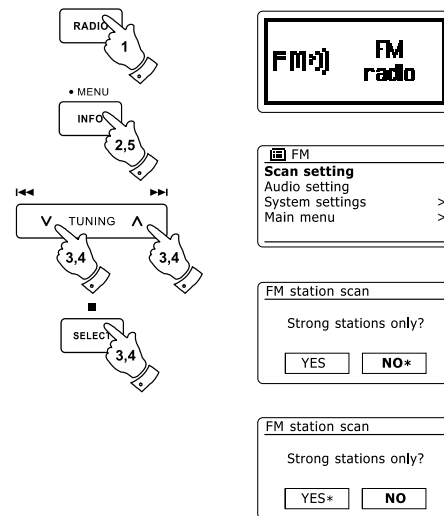 RADIO
1
• MENU
INFO
2,5
TUNING
3,4
3,4
SELECT
3,4
FM
FM
radio
FM
Scan setting
Audio setting
System settings >
Main menu >
FM station scan
Strong stations only?
YES NO*
FM station scan
Strong stations only?
YES* NO